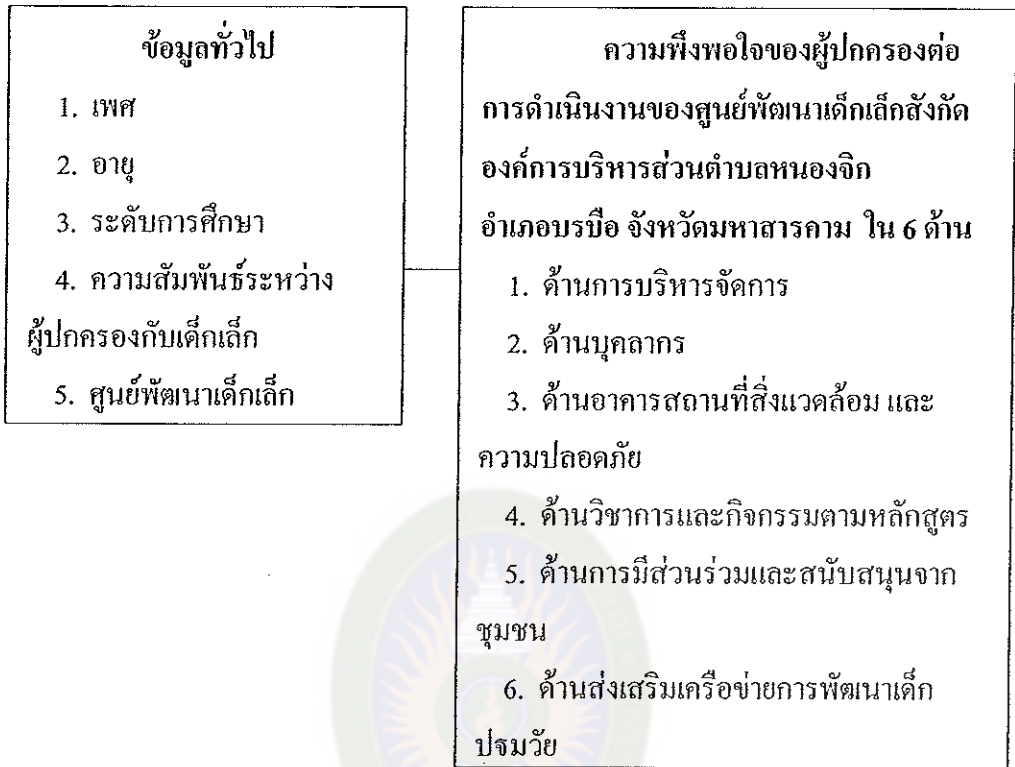 ข้อมูลทั่วไป
1. เพศ
2. อายุ
3. ระดับการศึกษา
4. ความสัมพันธ์ระหว่าง
ผู้ปกครองกับเด็กเล็ก
5. ศูนย์พัฒนาเด็กเล็ก
ความพึงพอใจของผู้ปกครองต่อ
การดำเนินงานของศูนย์พัฒนาเด็กเล็กสังกัด
องค์การบริหารส่วนตำบลหนองจิก
อำเภอบรบือ จังหวัดมหาสารคาม ใน 6 ด้าน
1. ด้านการบริหารจัดการ
2. ด้านบุคลากร
3. ด้านอาคารสถานที่สิ่งแวดล้อม และ
ความปลอดภัย
4. ด้านวิชาการและกิจกรรมตามหลักสูตร
5. ด้านการมีส่วนร่วมและสนับสนุนจาก
ชุมชน
6. ด้านส่งเสริมเครือข่ายการพัฒนาเด็ก
ปฐมวัย